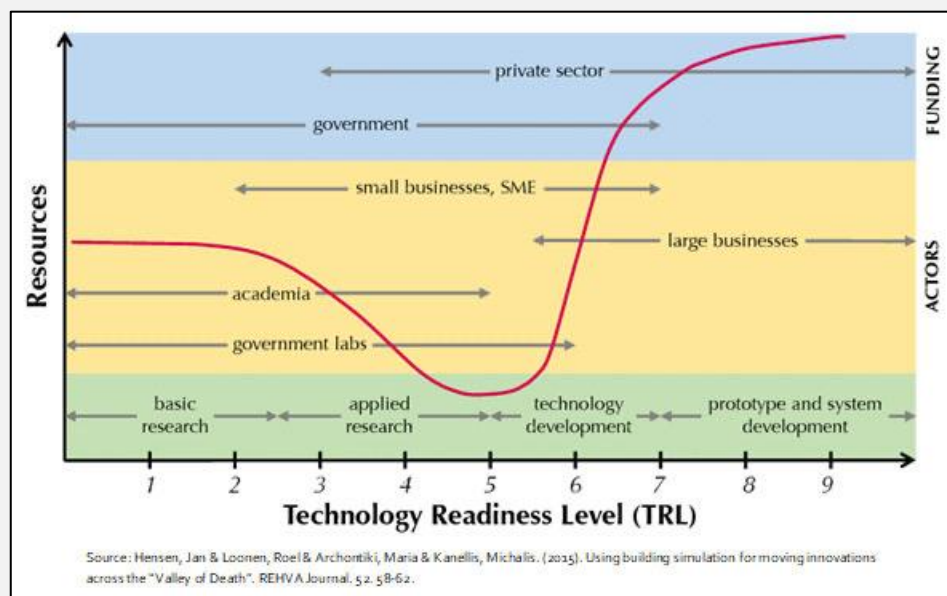 FUNDING
private sector
government
small businesses, SME
large businesses
ACTORS
academia
government labs
Resources
basic
research
applied
research
technology
development
prototype and system
development
1 2 3 4 5 6 7 8 9
Technology Readiness Level (TRL)
Source: Hensen, Jan & Loonen, Roel & Archontiki, Maria & Kanellis, Michalis. (2015). Using building simulation for moving innovations
across the "Valley of Death". REHVA Journal. 52. 58-62.